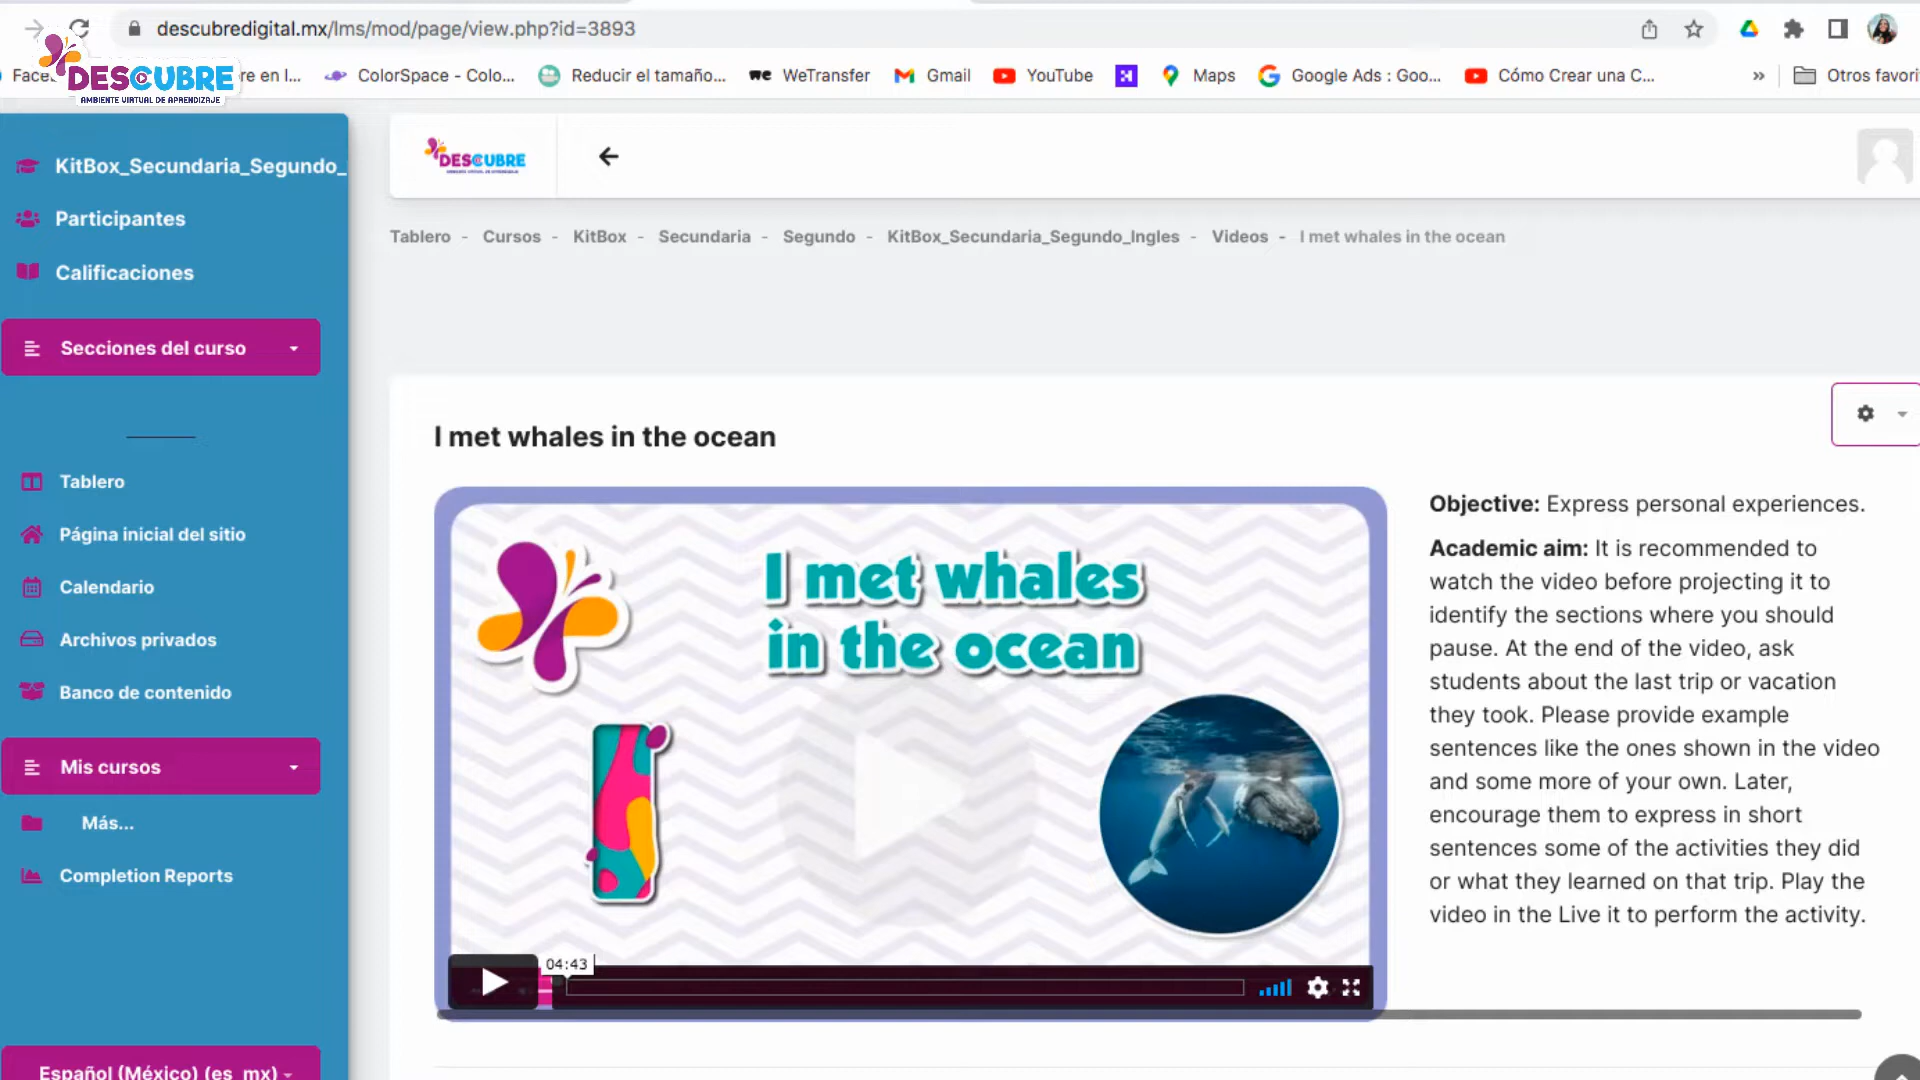 descubredigital.mx/lms/mod/page/view.php?id=3893
Face
re en l...
ColorSpace - Colo...
Reducir el tamaño...
we WeTransfer
Gmail
YouTube
Maps
Google Ads : Goo...
Cómo Crear una C...
»
Otros favori
DESCUBRE
AMBIENTE VIRTUAL DE APRENDIZAJE
KitBox_Secundaria_Segundo_
Participantes
Calificaciones
Secciones del curso
Tablero
Página inicial del sitio
Calendario
Archivos privados
Banco de contenido
Mis cursos
Más...
Completion Reports
Español (México) (es_mx)
DESCUBRE
AMBIENTE VIRTUAL DE APRENDIZAJE
Tablero - Cursos - KitBox - Secundaria - Segundo - KitBox_Secundaria_Segundo_Ingles - Videos - I met whales in the ocean
I met whales in the ocean
I met whales
in the ocean
I
04:43
Objective: Express personal experiences.
Academic aim: It is recommended to
watch the video before projecting it to
identify the sections where you should
pause. At the end of the video, ask
students about the last trip or vacation
they took. Please provide example
sentences like the ones shown in the video
and some more of your own. Later,
encourage them to express in short
sentences some of the activities they did
or what they learned on that trip. Play the
video in the Live it to perform the activity.